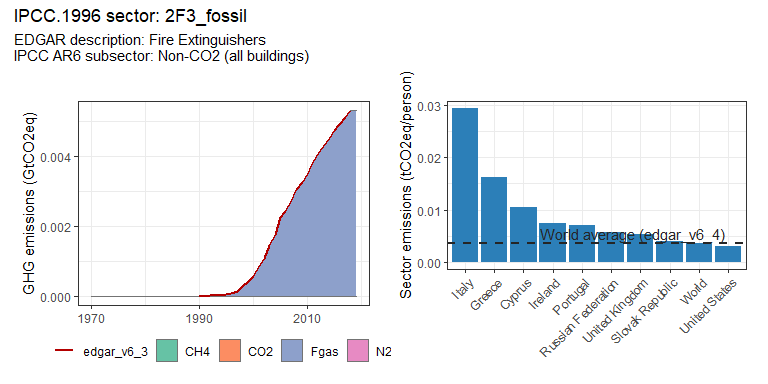 IPCC.1996 sector: 2F3_fossil
EDGAR description: Fire Extinguishers
IPCC AR6 subsector: Non-CO2 (all buildings)
GHG emissions (GtCO2eq)
0.004
0.002
0.000
1970
1990
2010
edgar_v6_3
CH4
CO2
Fgas
N2
Sector emissions (tCO2eq/person)
0.03
0.02
0.01
0.00
World average (edgar_v6_4)
Italy
Greece
Cyprus
Ireland
Portugal
Russian Federation
United Kingdom
Slovak Republic
World
United States